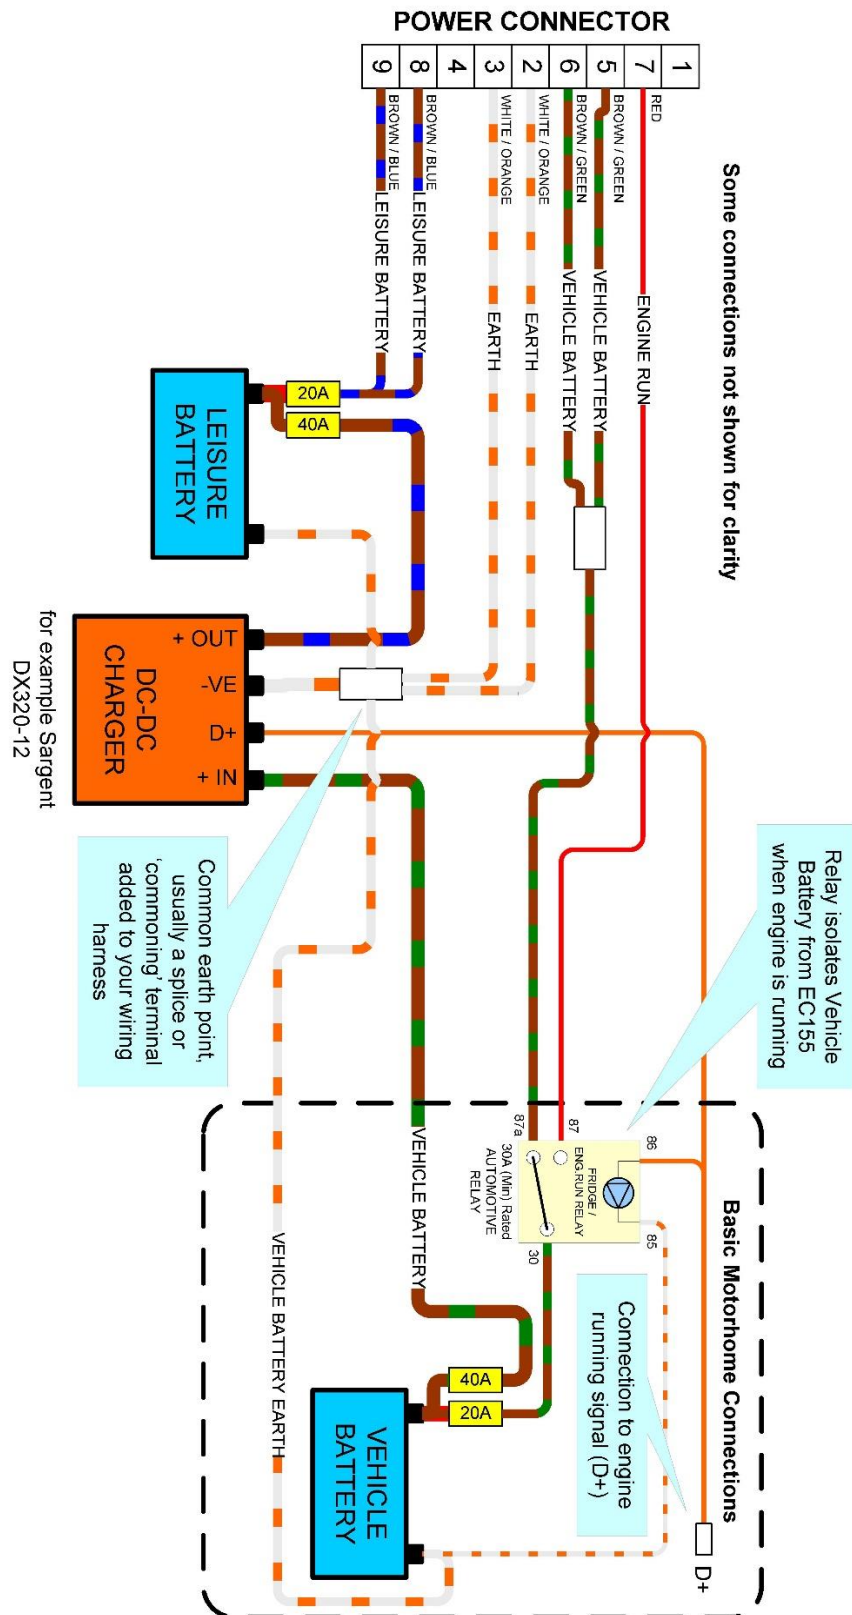 POWER CONNECTOR
9
8
4
3
2
6
5
7
1
BROWN / BLUE
BROWN / BLUE
WHITE / ORANGE
WHITE / ORANGE
BROWN / GREEN
BROWN / GREEN
RED
Some connections not shown for clarity
LEISURE BATTERY
LEISURE BATTERY
EARTH
EARTH
VEHICLE BATTERY
VEHICLE BATTERY
ENGINE RUN
20A
40A
LEISURE
BATTERY
+ OUT
-VE
D+
+ IN
DC-DC
CHARGER
for example Sargent
DX320-12
Common earth point,
usually a splice or
'commoning' terminal
added to your wiring
harness
Relay isolates Vehicle
Battery from EC155
when engine is running
Basic Motorhome Connections
87a
87
86
85
30
FRIDGE /
ENG.RUN RELAY
30A (Min) Rated
AUTOMOTIVE
RELAY
Connection to engine
running signal (D+)
VEHICLE BATTERY
VEHICLE BATTERY EARTH
40A
20A
VEHICLE
BATTERY
D+